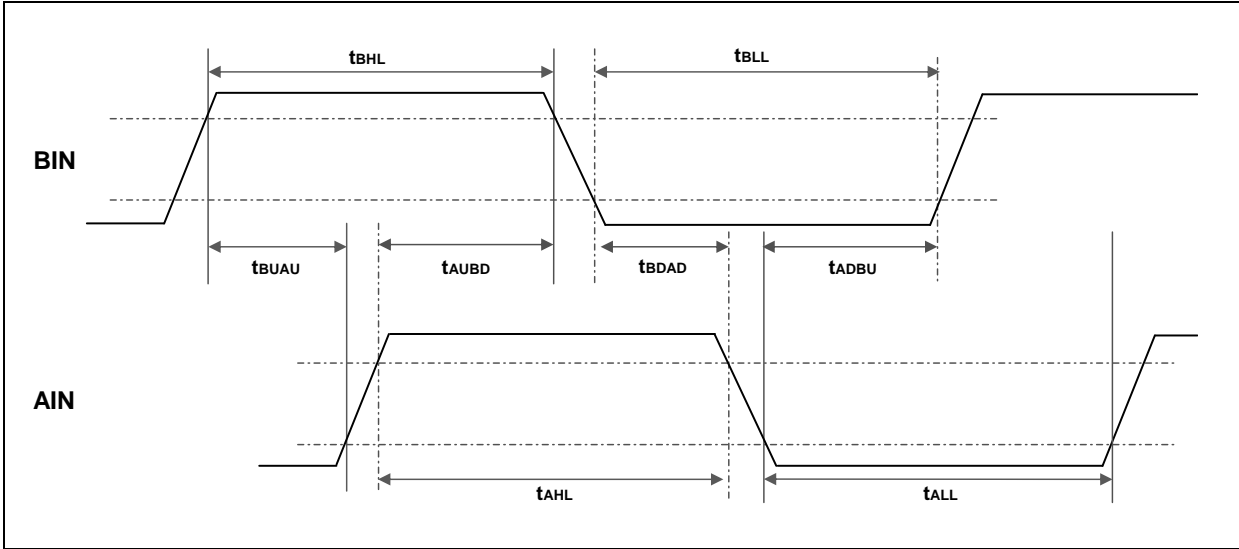 tBHL
tBLL
BIN
tBUAU
tAUBD
tBDAD
tADBU
AIN
tAHL
tALL